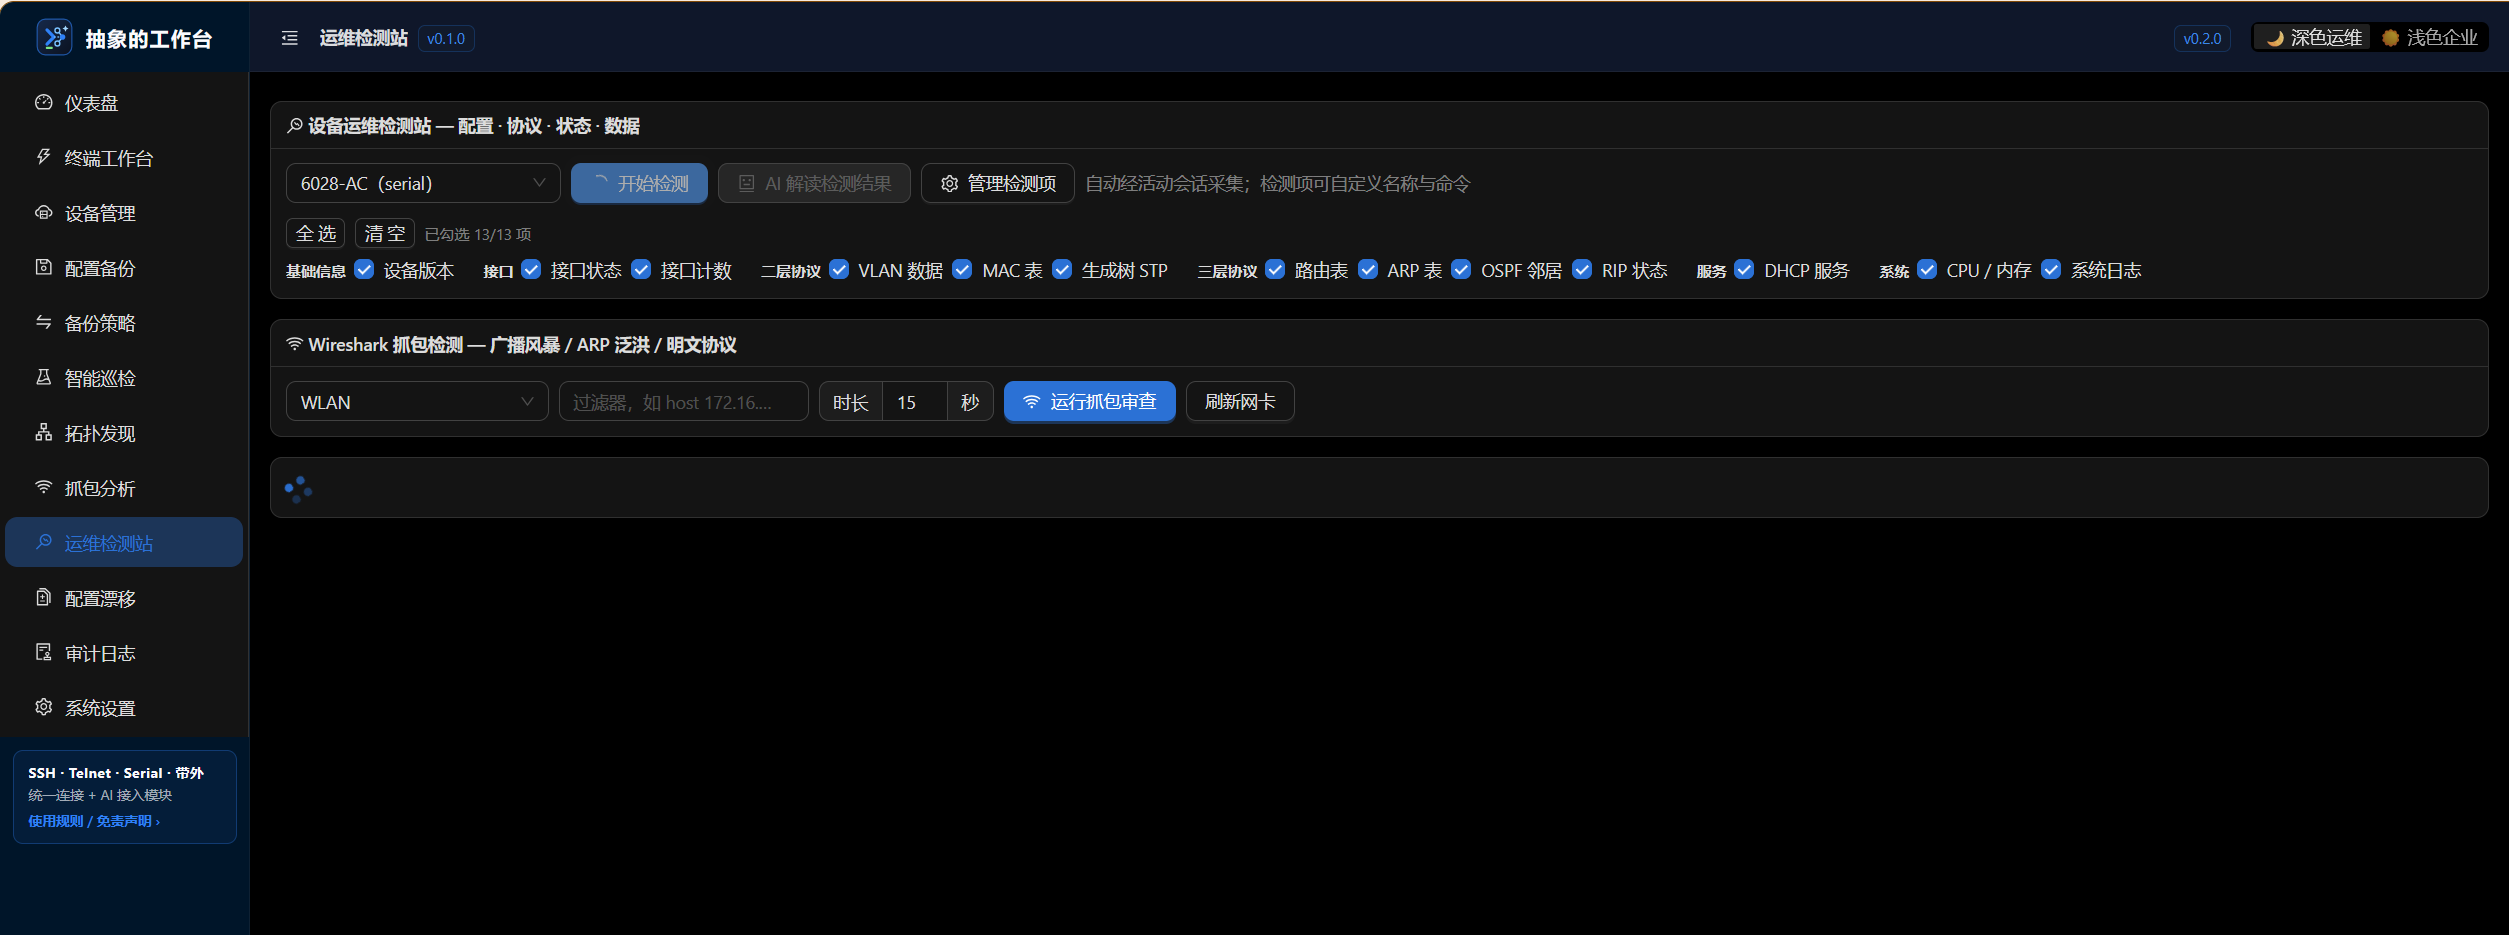 抽象的工作台
运维检测站 v0.1.0
v0.2.0 深色运维 浅色企业
仪表盘
终端工作台
设备管理
配置备份
备份策略
智能巡检
拓扑发现
抓包分析
运维检测站
配置漂移
审计日志
系统设置
SSH · Telnet · Serial · 带外
统一连接 + AI 接入模块
使用规则 / 免责声明 ›
设备运维检测站 — 配置 · 协议 · 状态 · 数据
6028-AC（serial） 开始检测 AI 解读检测结果 管理检测项 自动经活动会话采集；检测项可自定义名称与命令
全选 清空 已勾选 13/13 项
基础信息 设备版本 接口 接口状态 接口计数 二层协议 VLAN 数据 MAC 表 生成树 STP 三层协议 路由表 ARP 表 OSPF 邻居 RIP 状态 服务 DHCP 服务 系统 CPU / 内存 系统日志
Wireshark 抓包检测 — 广播风暴 / ARP 泛洪 / 明文协议
WLAN 过滤器，如 host 172.16.... 时长 15 秒 运行抓包审查 刷新网卡